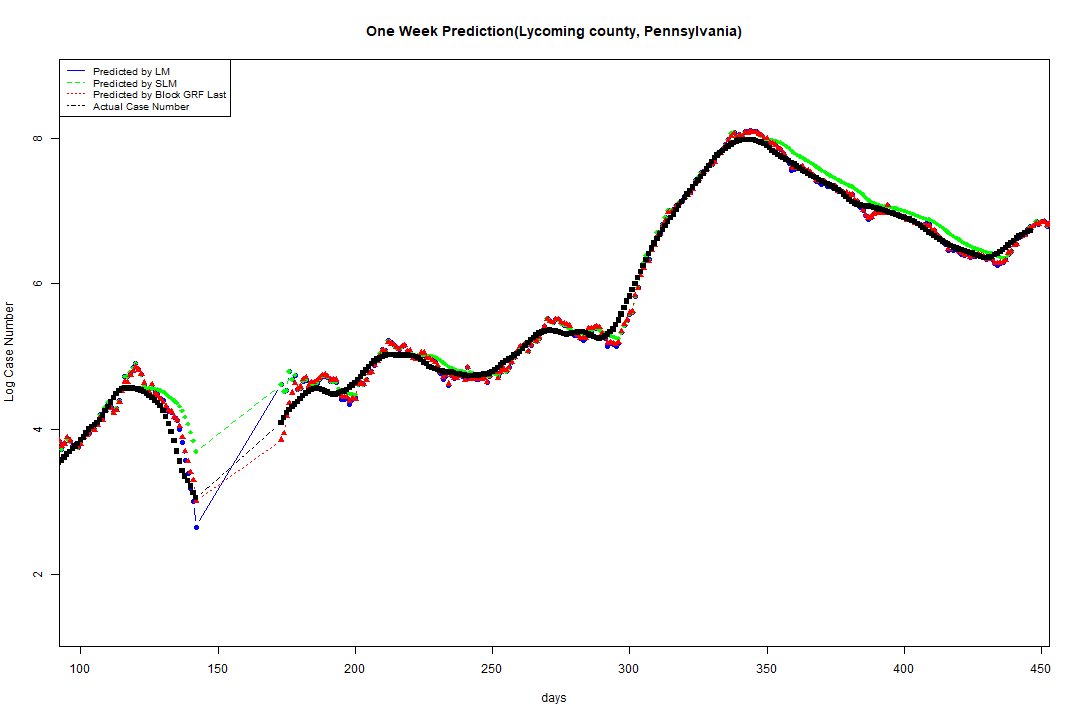 One Week Prediction(Lycoming county, Pennsylvania)
Predicted by LM
Predicted by SLM
Predicted by Block GRF Last
Actual Case Number
8
6
4
2
Log Case Number
100 150 200 250 300 350 400 450
days